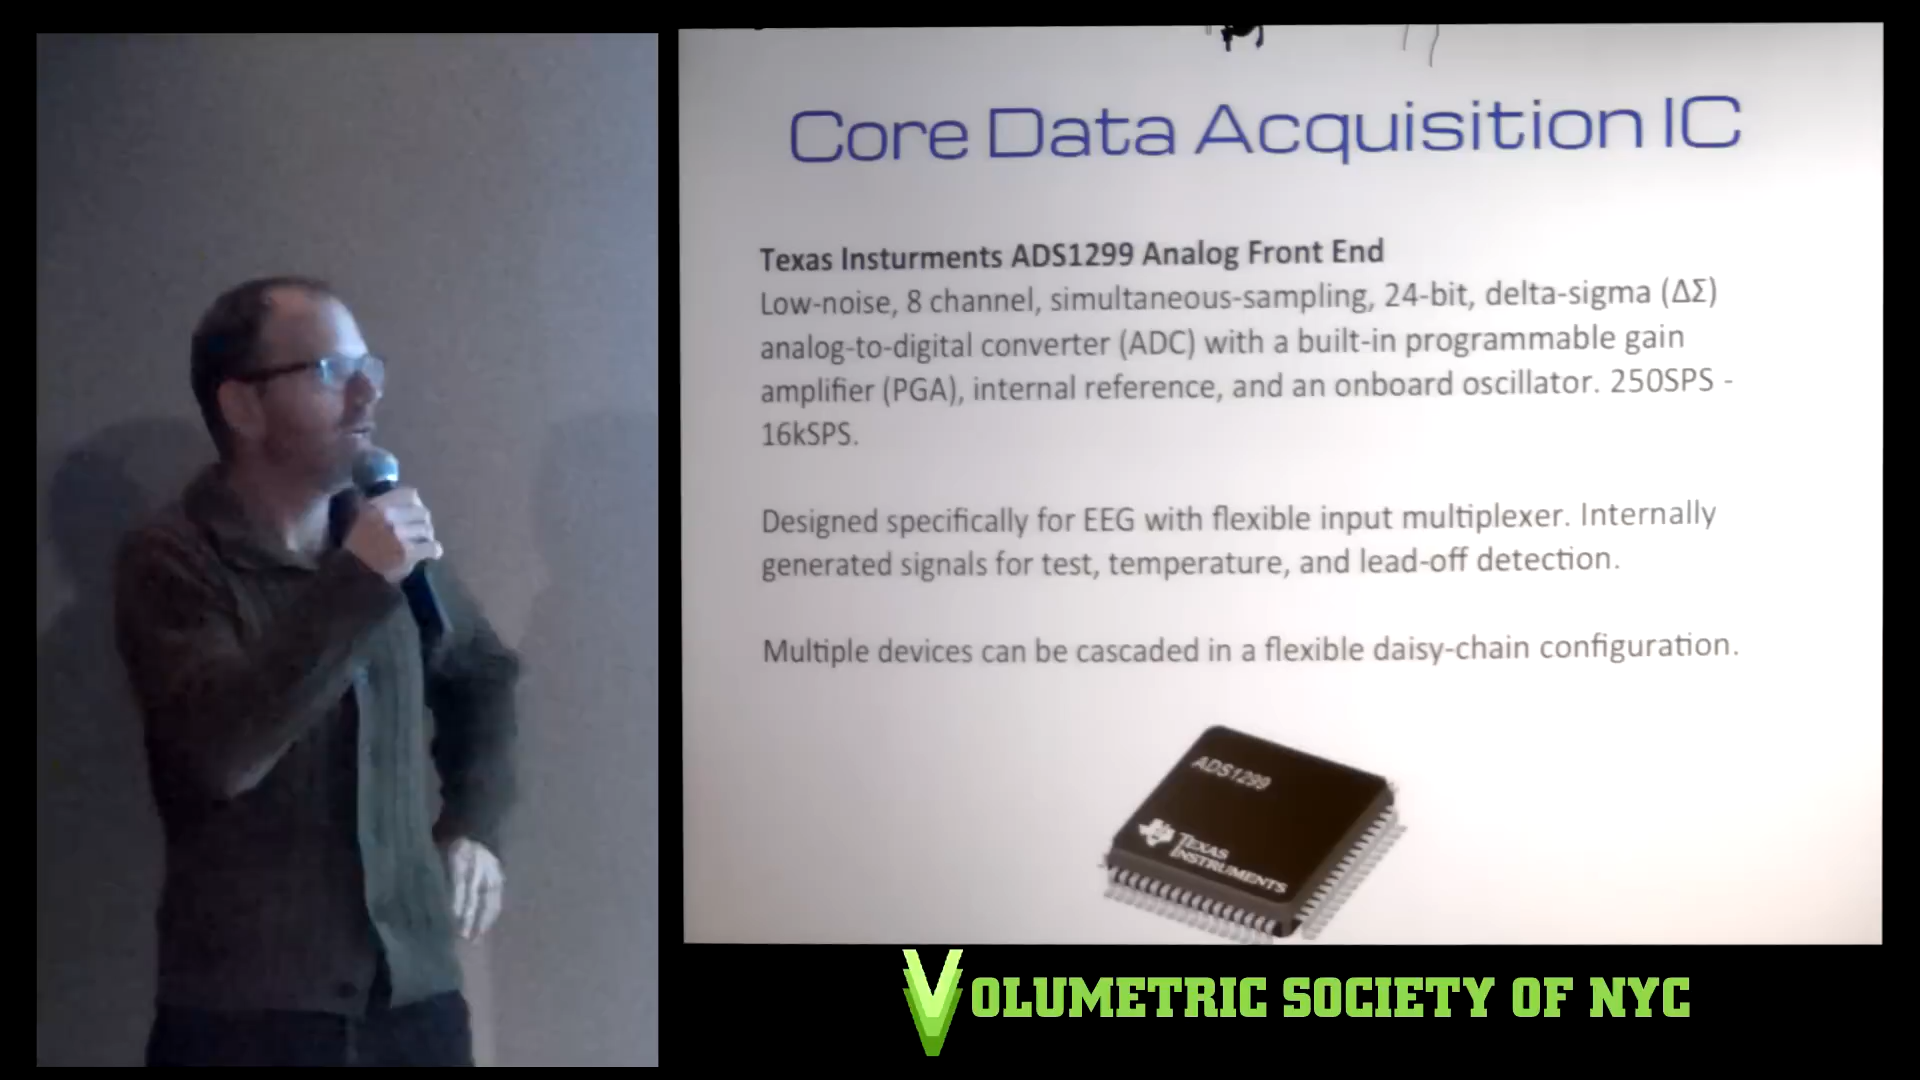 Core Data Acquisition IC
Texas Insturments ADS1299 Analog Front End
Low-noise, 8 channel, simultaneous-sampling, 24-bit, delta-sigma (ΔΣ)
analog-to-digital converter (ADC) with a built-in programmable gain
amplifier (PGA), internal reference, and an onboard oscillator. 250SPS -
16kSPS.
Designed specifically for EEG with flexible input multiplexer. Internally
generated signals for test, temperature, and lead-off detection.
Multiple devices can be cascaded in a flexible daisy-chain configuration.
ADS1299
TEXAS
INSTRUMENTS
VOLUMETRIC SOCIETY OF NYC